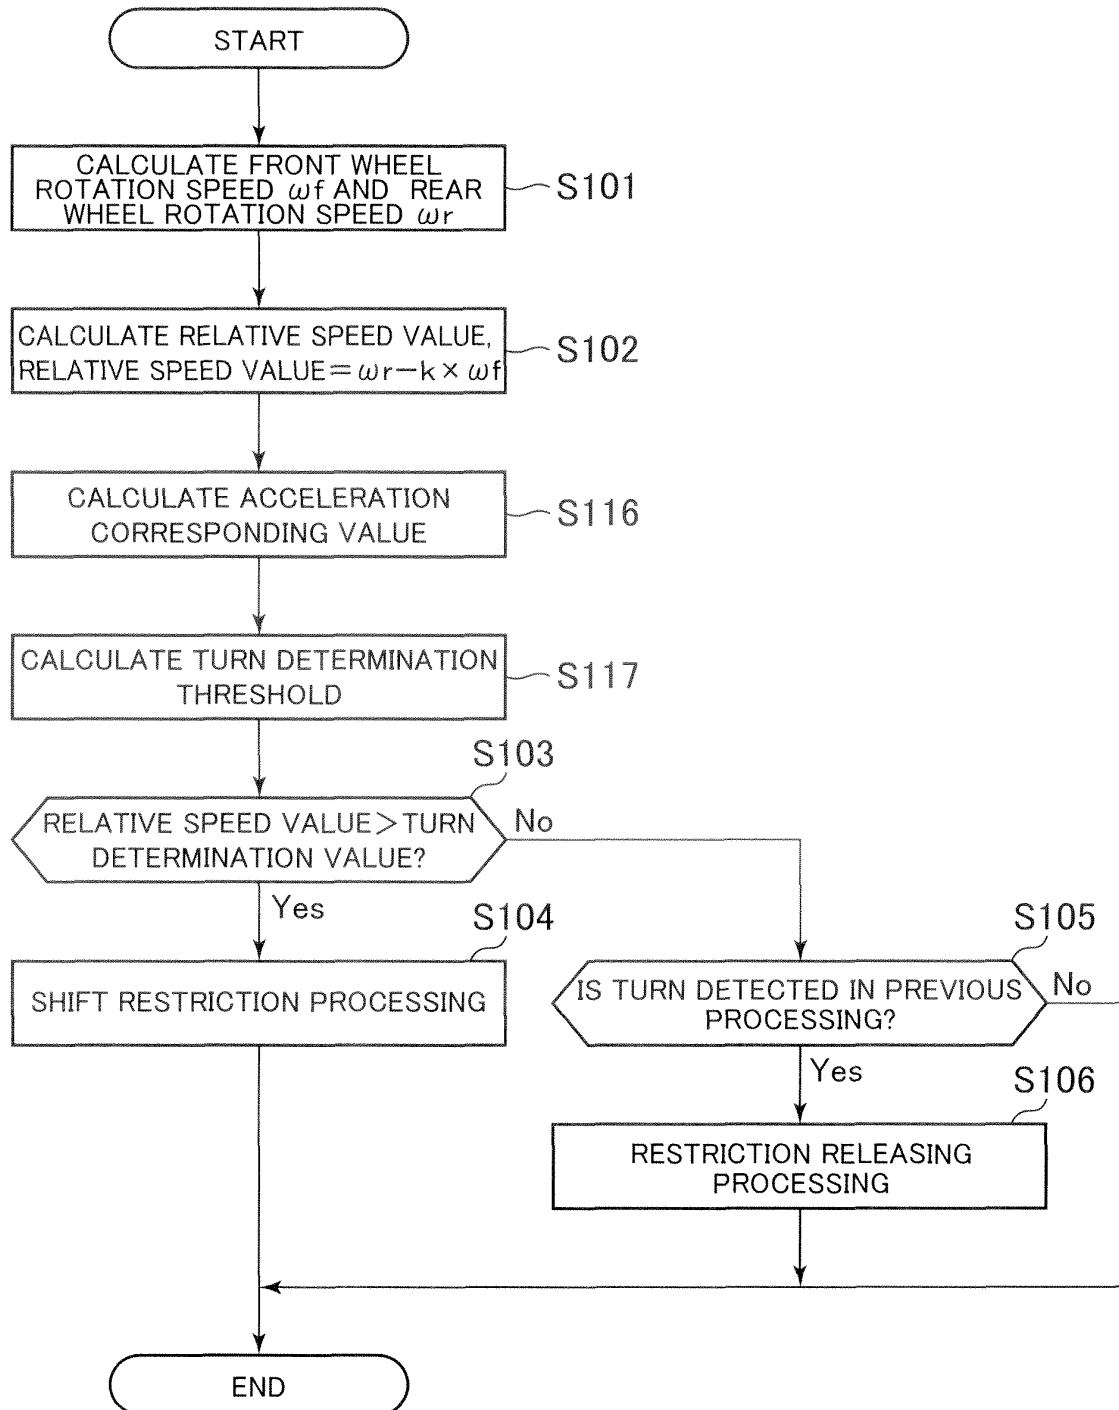 START
CALCULATE FRONT WHEEL
ROTATION SPEED ωf AND REAR
WHEEL ROTATION SPEED ωr
S101
CALCULATE RELATIVE SPEED VALUE,
RELATIVE SPEED VALUE=ωr−k× ωf
S102
CALCULATE ACCELERATION
CORRESPONDING VALUE
S116
CALCULATE TURN DETERMINATION
THRESHOLD
S117
S103
RELATIVE SPEED VALUE>TURN
DETERMINATION VALUE?
No
Yes
S104
SHIFT RESTRICTION PROCESSING
S105
IS TURN DETECTED IN PREVIOUS
PROCESSING?
No
Yes
S106
RESTRICTION RELEASING
PROCESSING
END